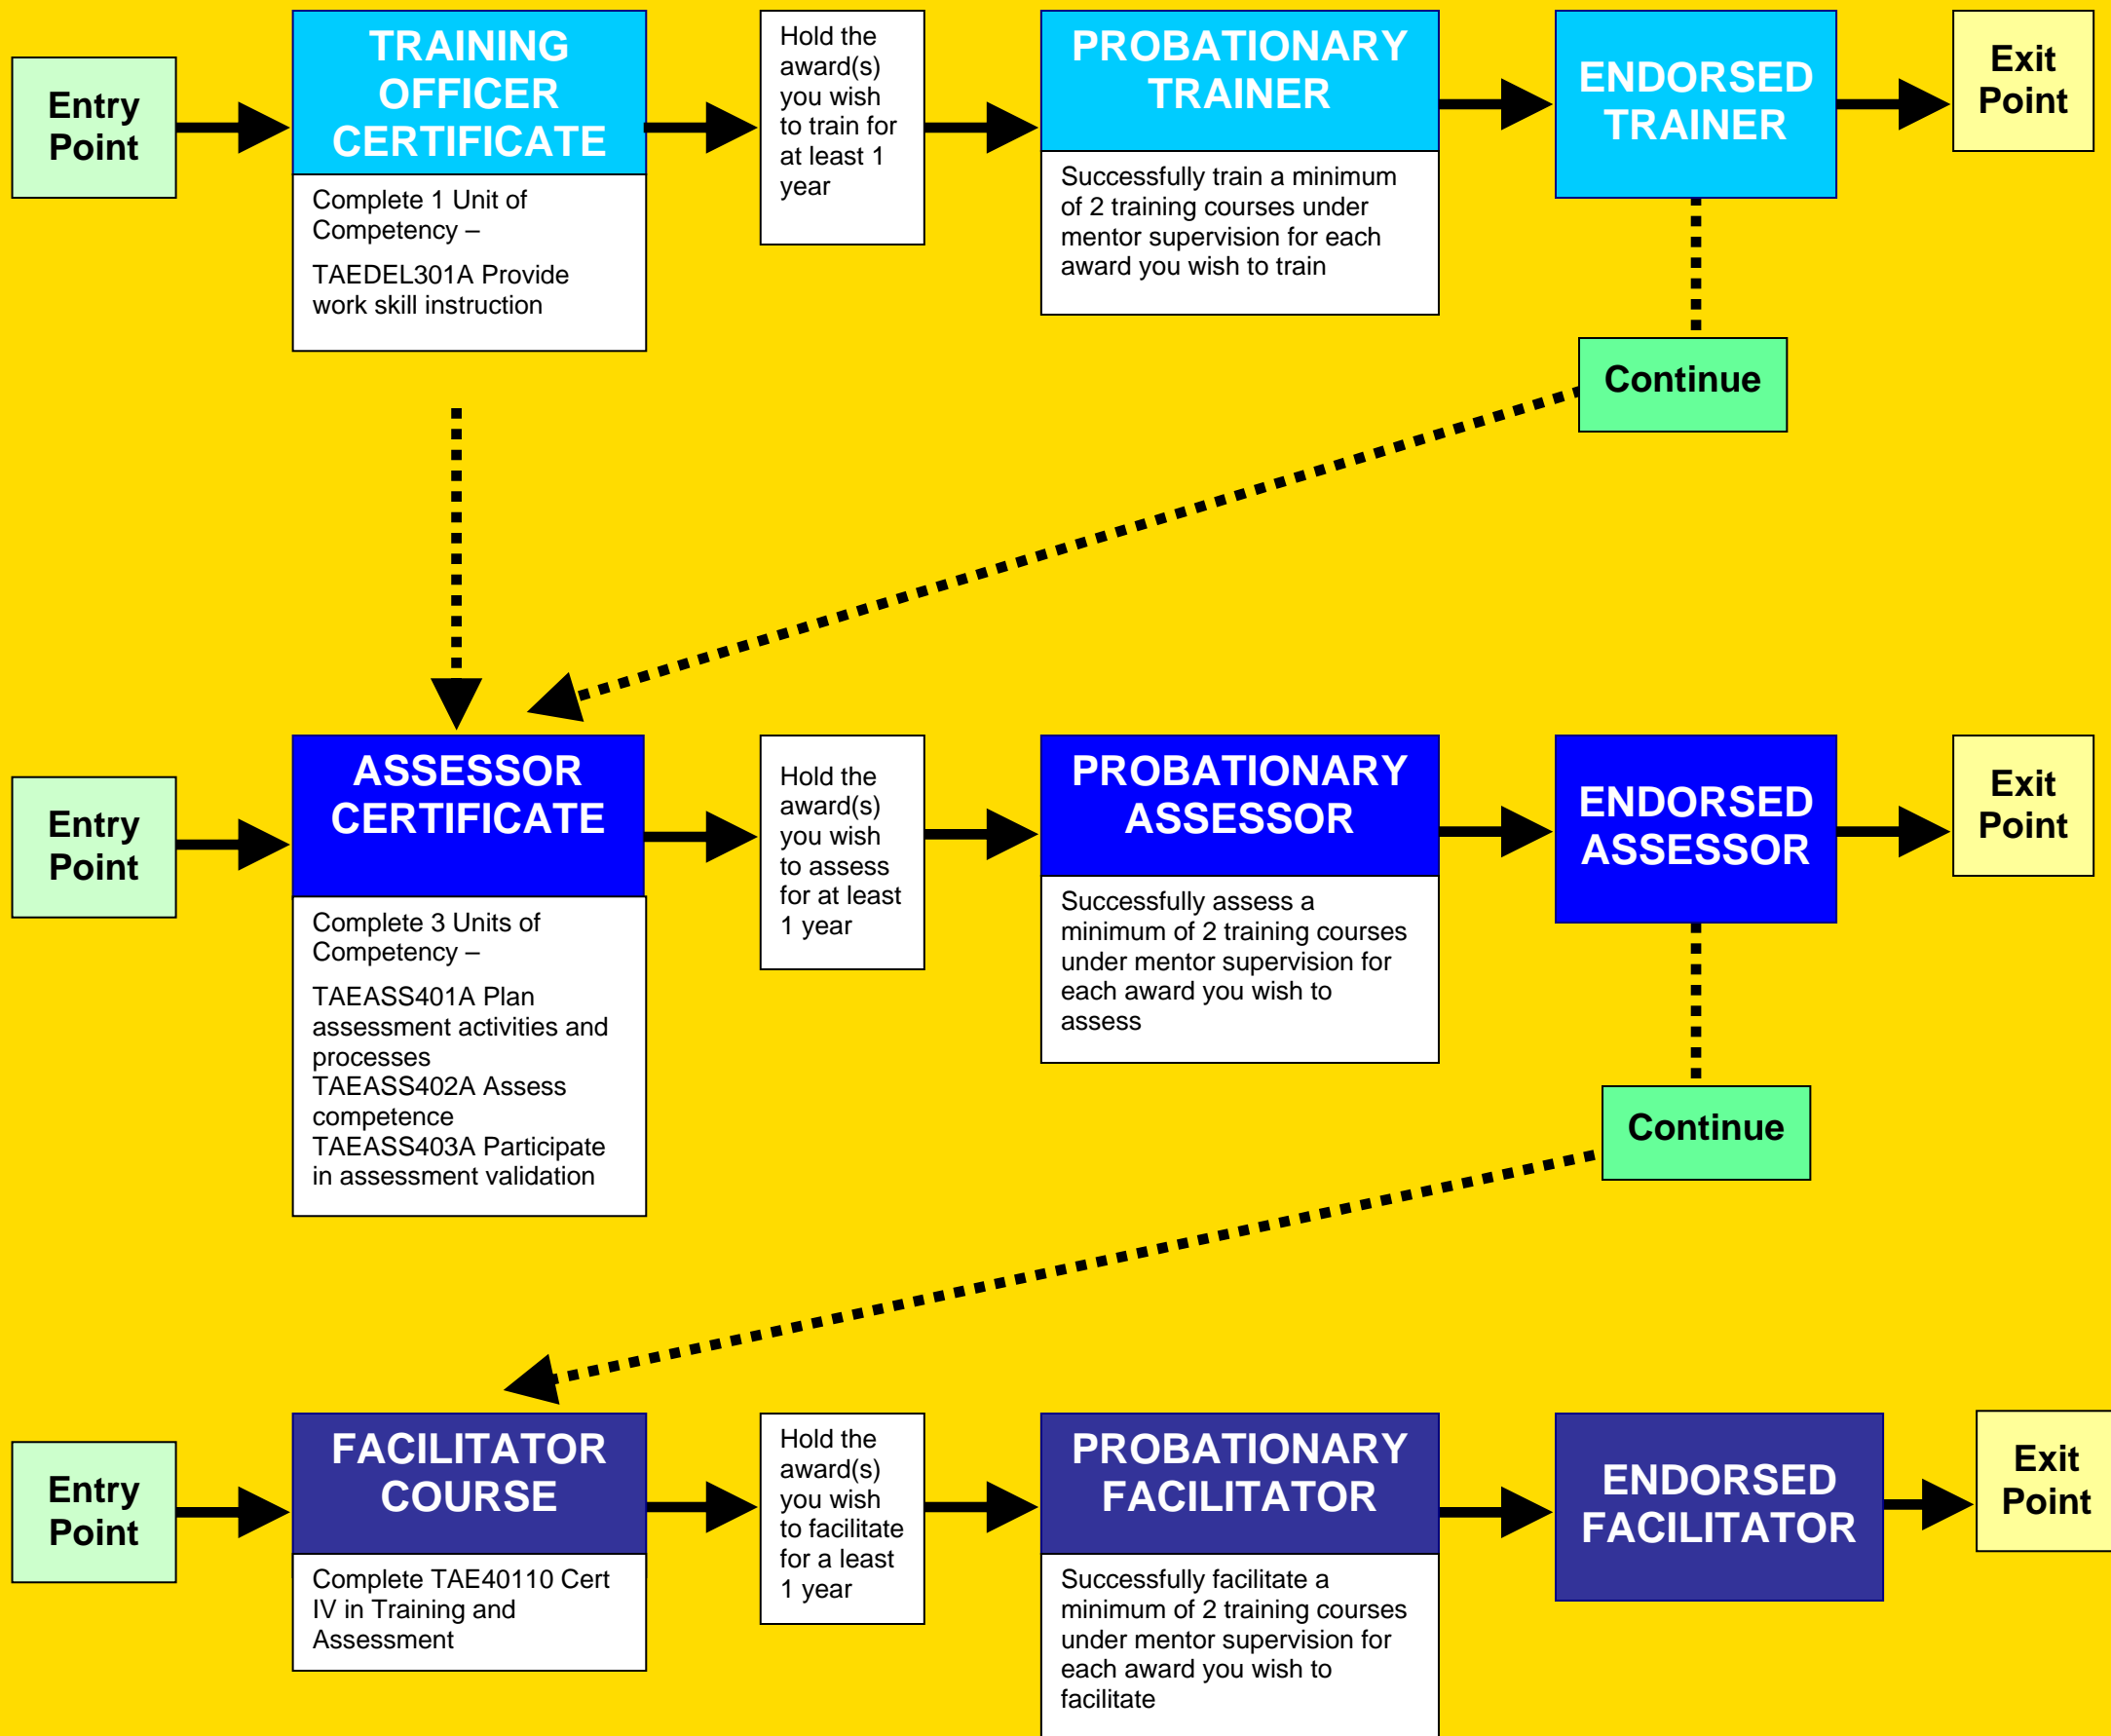 Entry
Point
TRAINING
OFFICER
CERTIFICATE
Complete 1 Unit of
Competency –
TAEDEL301A Provide
work skill instruction
Hold the
award(s)
you wish
to train for
at least 1
year
PROBATIONARY
TRAINER
Successfully train a minimum
of 2 training courses under
mentor supervision for each
award you wish to train
ENDORSED
TRAINER
Exit
Point
Continue
Entry
Point
ASSESSOR
CERTIFICATE
Complete 3 Units of
Competency –
TAEASS401A Plan
assessment activities and
processes
TAEASS402A Assess
competence
TAEASS403A Participate
in assessment validation
Hold the
award(s)
you wish
to assess
for at least
1 year
PROBATIONARY
ASSESSOR
Successfully assess a
minimum of 2 training courses
under mentor supervision for
each award you wish to
assess
ENDORSED
ASSESSOR
Exit
Point
Continue
Entry
Point
FACILITATOR
COURSE
Complete TAE40110 Cert
IV in Training and
Assessment
Hold the
award(s)
you wish
to facilitate
for a least
1 year
PROBATIONARY
FACILITATOR
Successfully facilitate a
minimum of 2 training courses
under mentor supervision for
each award you wish to
facilitate
ENDORSED
FACILITATOR
Exit
Point